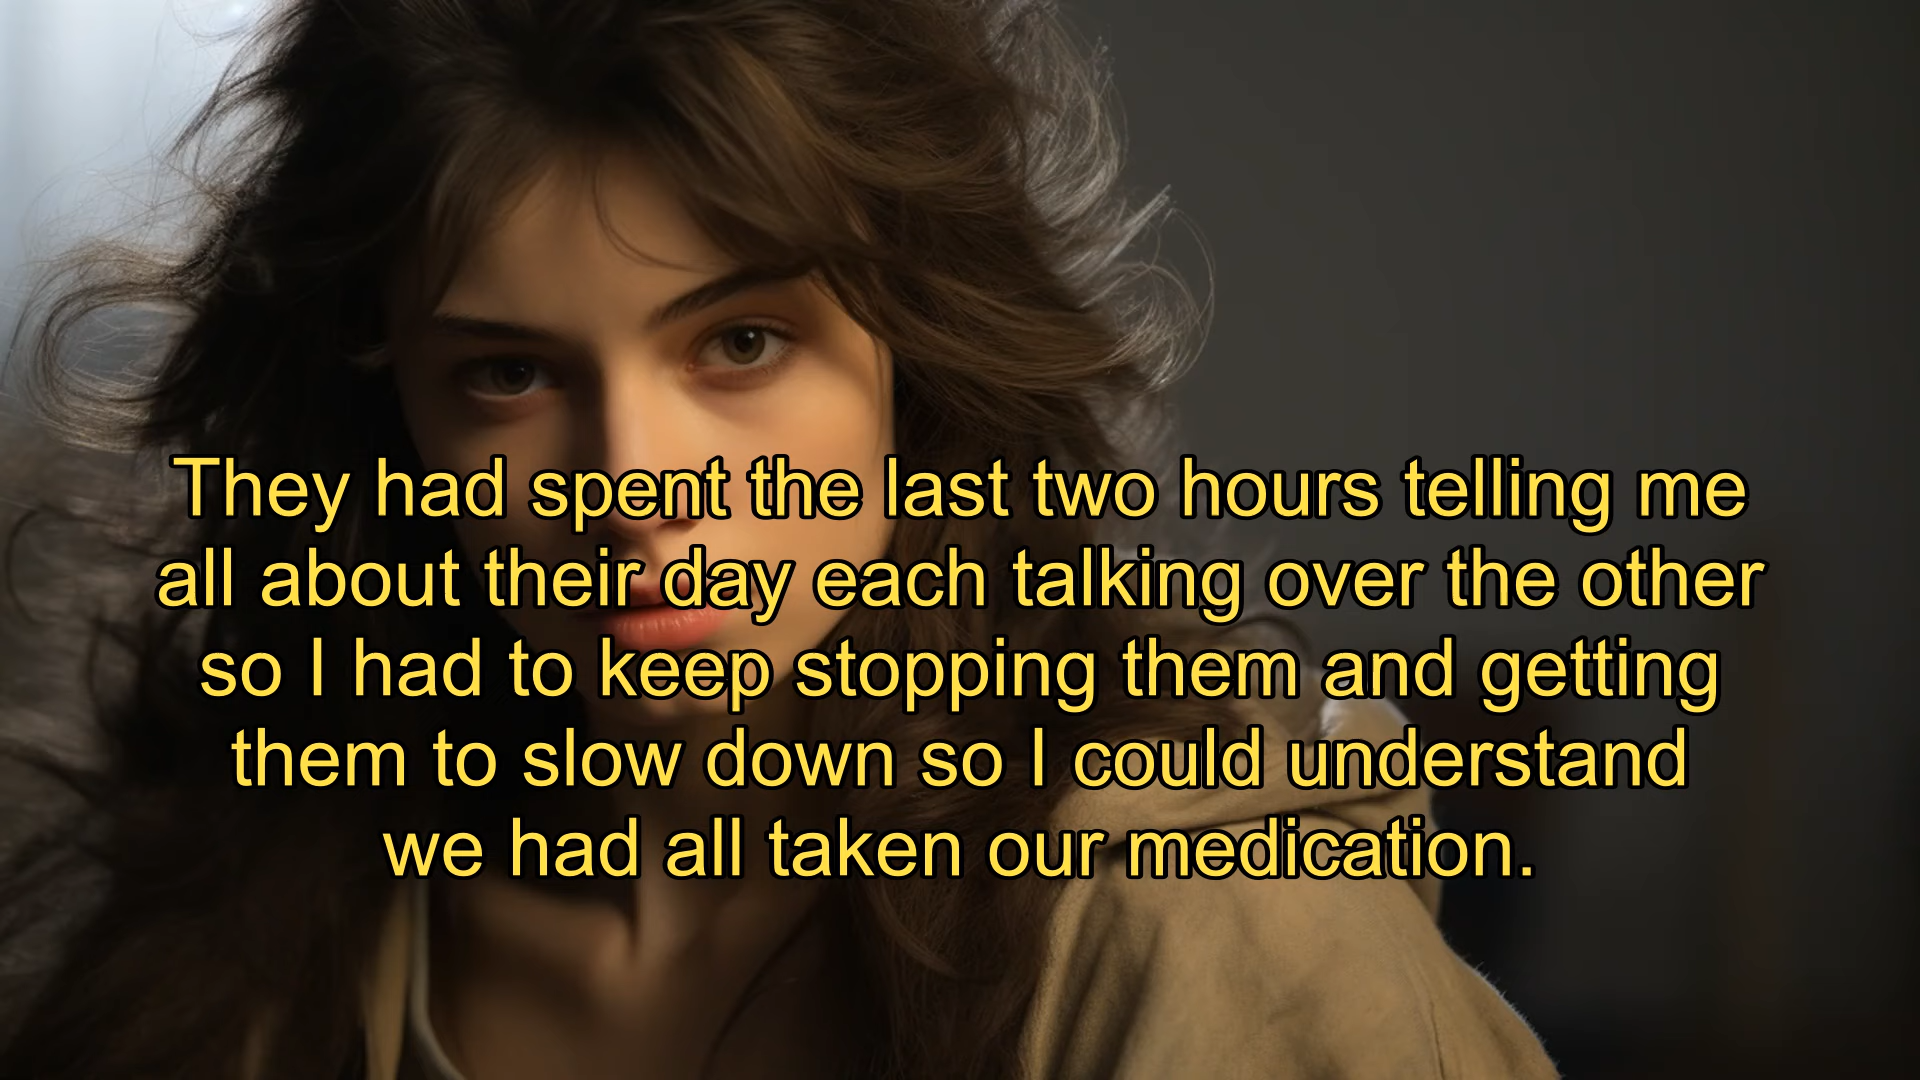 They had spent the last two hours telling me
all about their day each talking over the other
so I had to keep stopping them and getting
them to slow down so I could understand
we had all taken our medication.